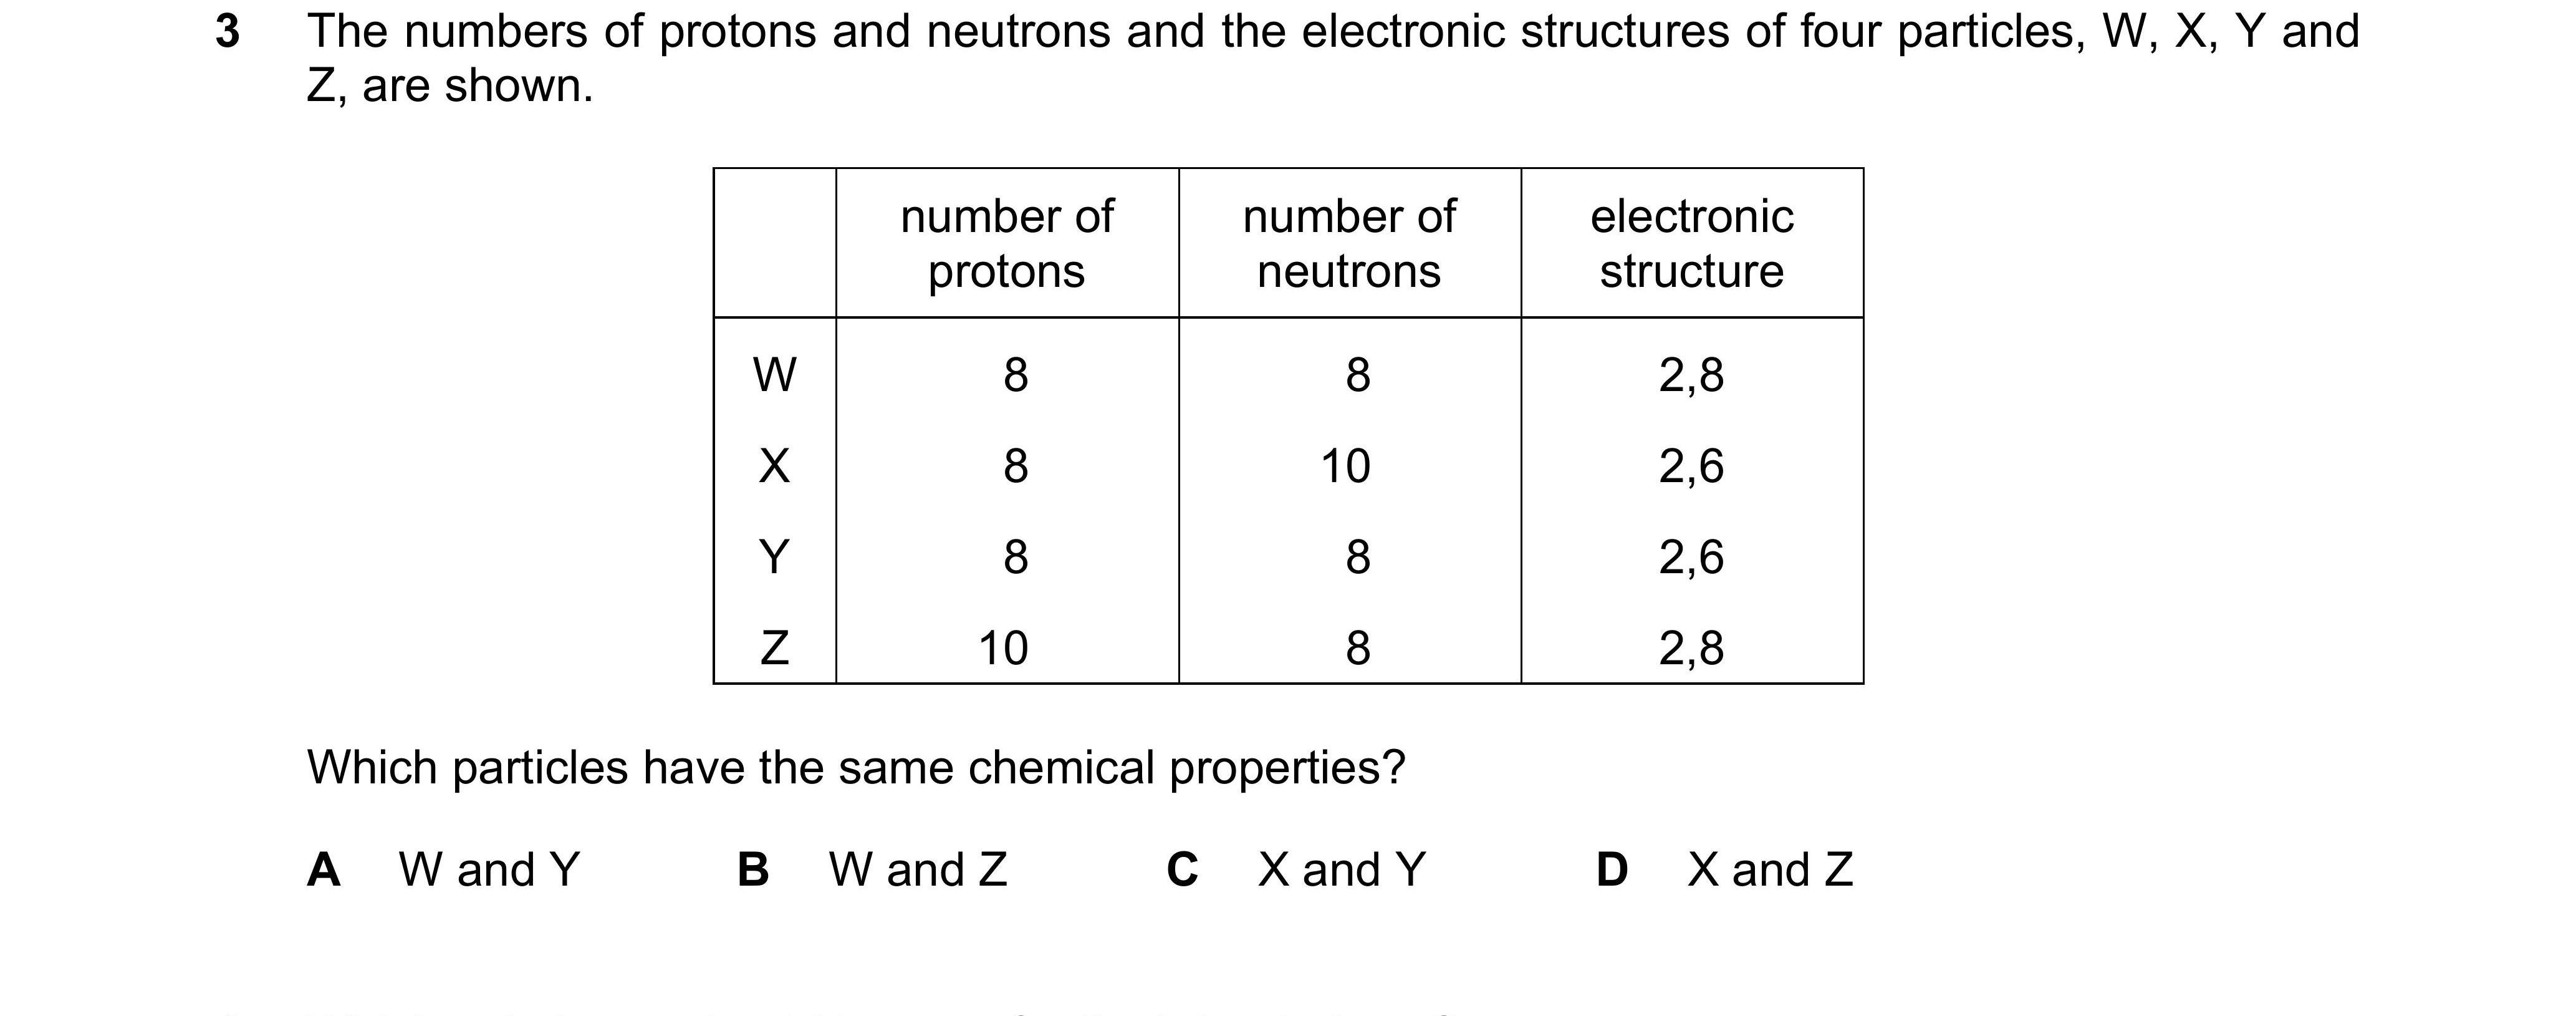 3 The numbers of protons and neutrons and the electronic structures of four particles, W, X, Y and
Z, are shown.
number of protons number of neutrons electronic structure
W 8 8 2,8
X 8 10 2,6
Y 8 8 2,6
Z 10 8 2,8
Which particles have the same chemical properties?
A W and Y B W and Z C X and Y D X and Z